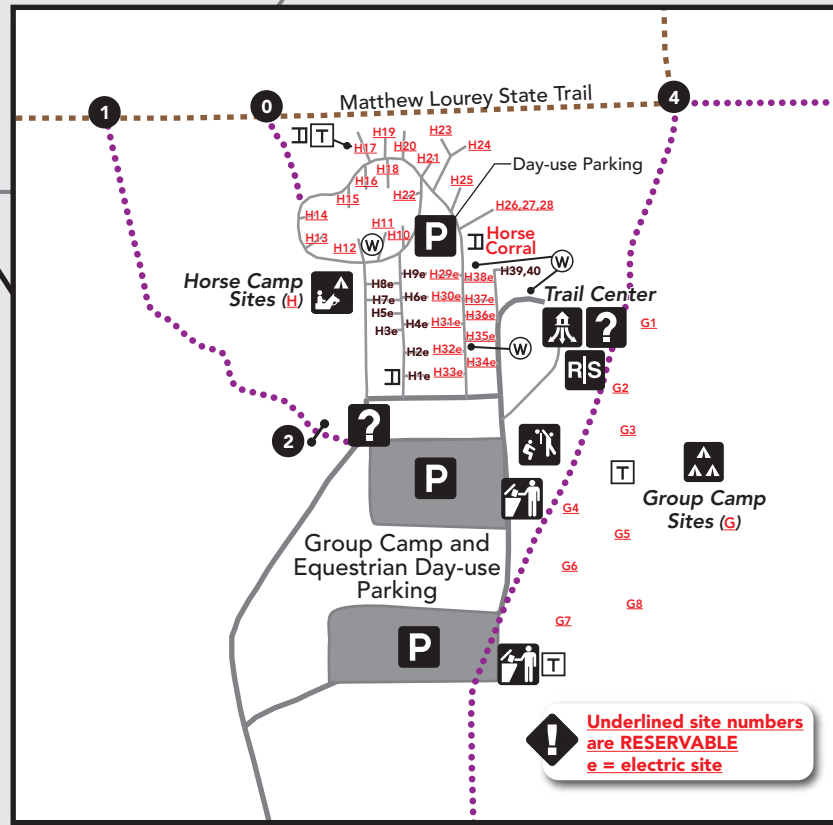 Matthew Lourey State Trail
1
0
4
T
H17
H19
H20
H23
H24
H18
H21
H16
H25
H15
H22
Day-use Parking
H14
H26,27,28
H13
H11
H10
H12
W
P
Horse
Corral
W
H39,40
Horse Camp
Sites (H)
H9e
H29e
H38e
H8e
H7e
H6e
H30e
H37e
H5e
H36e
H3e
H4e
H31e
H35e
H2e
H32e
W
H34e
H1e
H33e
Trail Center
?
R|S
G1
G2
G3
T
Group Camp
Sites (G)
G4
G5
G6
G7
G8
2
?
P
Group Camp and
Equestrian Day-use
Parking
P
T
!
Underlined site numbers
are RESERVABLE
e = electric site